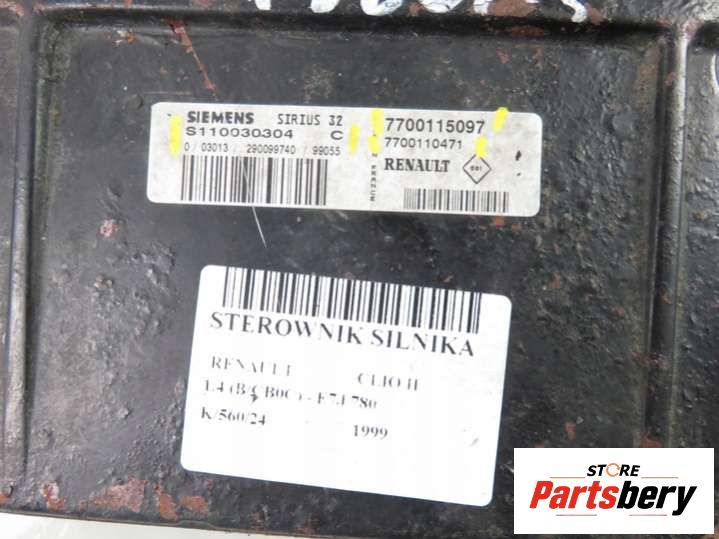 SIEMENS SIRIUS 32
S110030304 C
0/ 03013 / 290099740 / 99055
7700115097
7700110471
RENAULT
STEROWNIK SILNIKA
RENAULT CLIO II
1.4 (B/CB0C) - E7J 780
K/560/24 1999
STORE
Partsbery